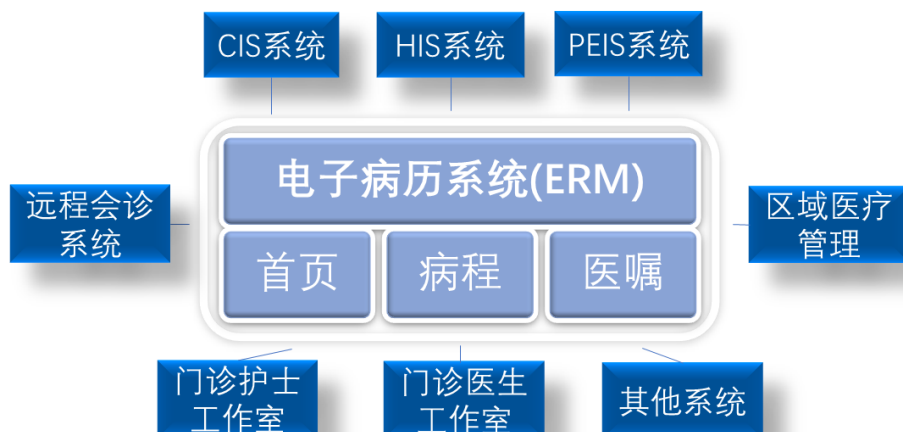 CIS系统
HIS系统
PEIS系统
电子病历系统(ERM)
远程会诊
系统
首页
病程
医嘱
区域医疗
管理
门诊护士
工作室
门诊医生
工作室
其他系统